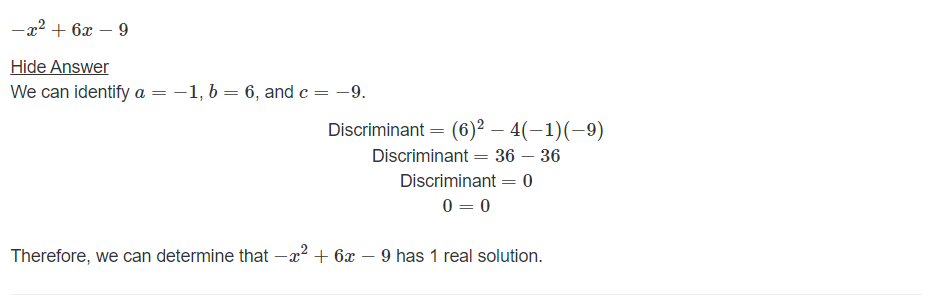 −x² + 6x − 9
Hide Answer
We can identify a = −1, b = 6, and c = −9.
Discriminant = (6)² − 4(−1)(−9)
Discriminant = 36 − 36
Discriminant = 0
0 = 0
Therefore, we can determine that −x² + 6x − 9 has 1 real solution.